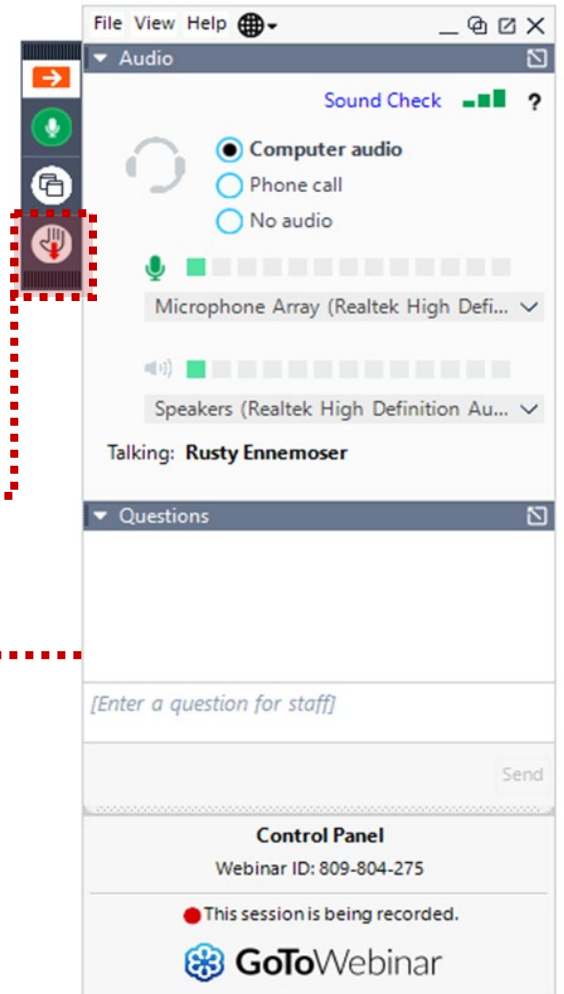 File View Help
Audio
Sound Check ?
Computer audio
Phone call
No audio
Microphone Array (Realtek High Defi...
Speakers (Realtek High Definition Au...
Talking: Rusty Ennemoser
Questions
[Enter a question for staff]
Send
Control Panel
Webinar ID: 809-804-275
This session is being recorded.
GoToWebinar